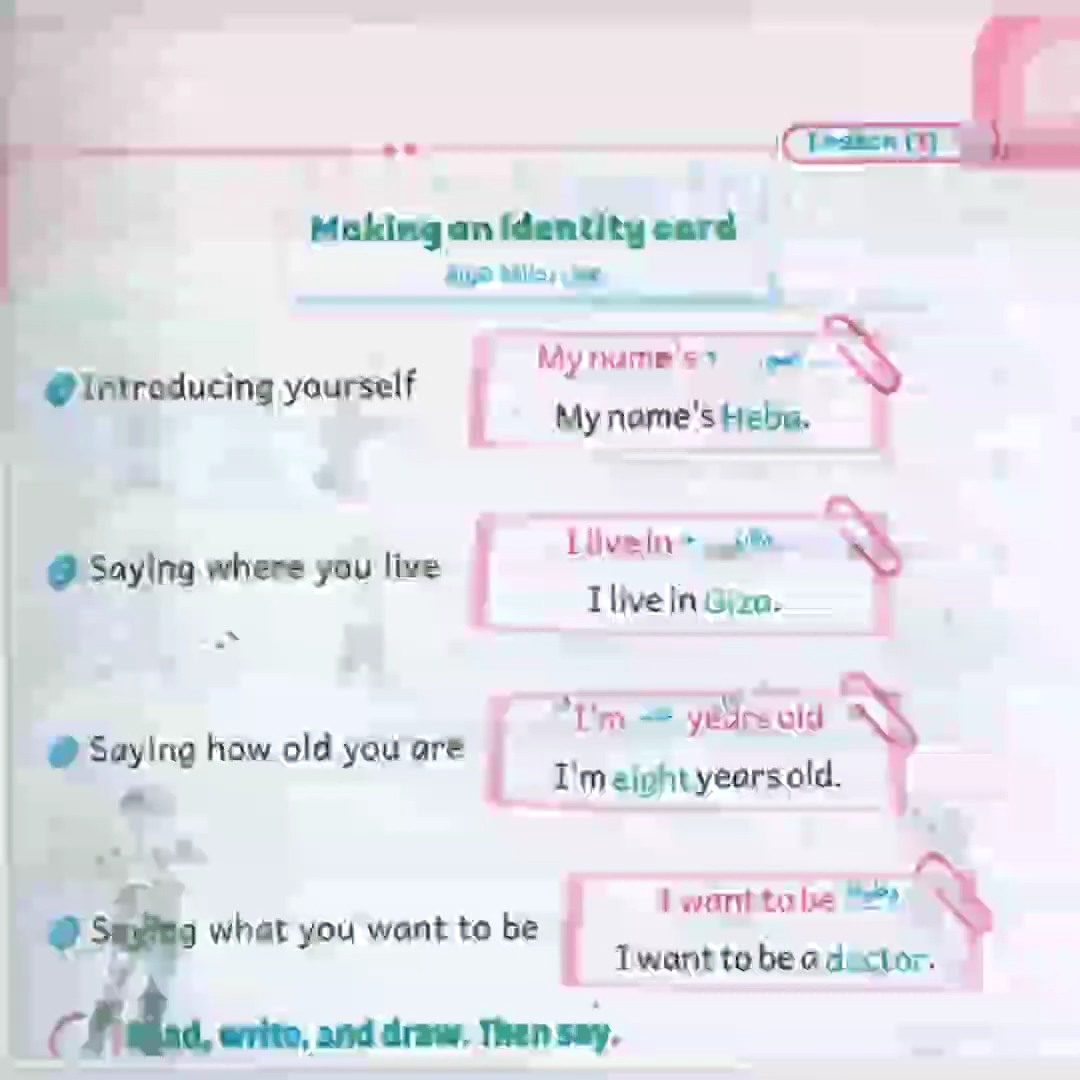 Lesson (1)
Making an identity card
Introducing yourself
My name's
My name's Heba.
Saying where you live
I live in
I live in Giza.
Saying how old you are
I'm years old
I'm eight years old.
Saying what you want to be
I want to be
I want to be a doctor.
Read, write, and draw. Then say.